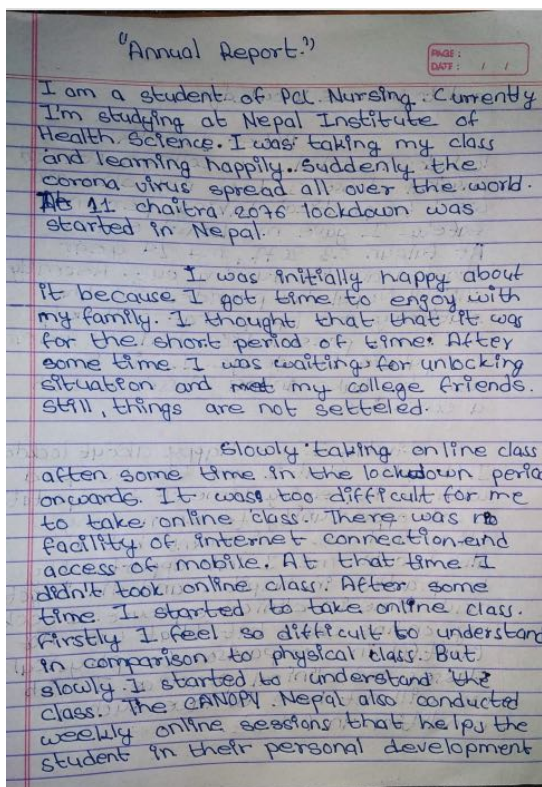 "Annual Report."
PAGE:
DATE: / /
I am a student of PCL Nursing. Currently
I'm studying at Nepal Institute of
Health Science. I was taking my class
and learning happily. Suddenly the
corona virus spread all over the world.
At 11 chaitra 2076 lockdown was
started in Nepal.
I was initially happy about
it because I got time to enjoy with
my family. I thought that that it was
for the short period of time. After
some time I was waiting for unlocking
situation and met my college friends.
still, things are not setteled.
Slowly taking online class
after some time in the lockdown perio
onwards. It was too difficult for me
to take online class. There was no
facility of internet connection and
access of mobile. At that time I
didn't took online class. After some
time I started to take online class.
Firstly I feel so difficult to understand
in comparison to physical class. But
slowly I started to understand the
class. The CANOPY Nepal also conducted
weekly online sessions that helps the
student in their personal development